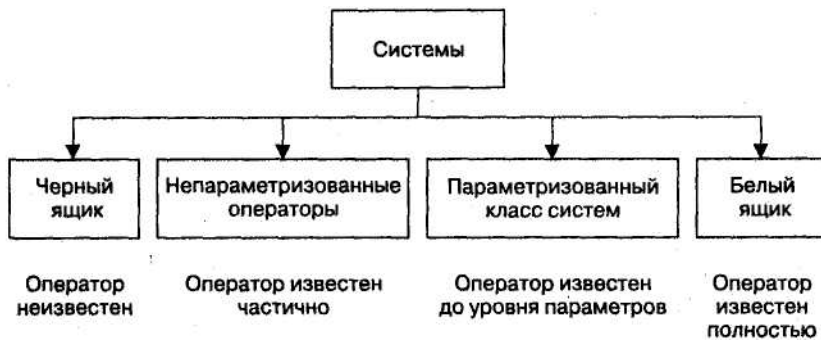 Системы
Черный
ящик
Непараметризованные
операторы
Параметризованный
класс систем
Белый
ящик
Оператор
неизвестен
Оператор известен
частично
Оператор известен
до уровня параметров
Оператор
известен
полностью